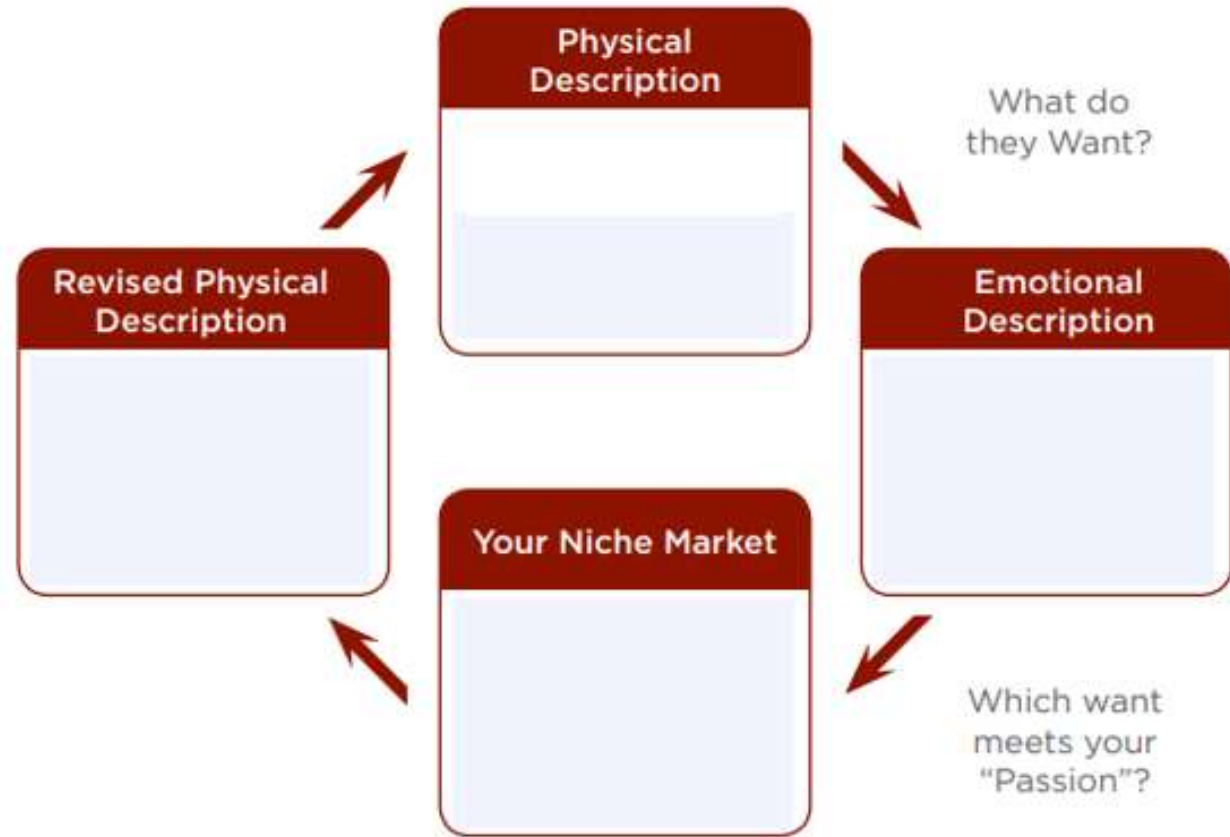 Physical
Description
What do
they Want?
Revised Physical
Description
Emotional
Description
Your Niche Market
Which want
meets your
“Passion”?